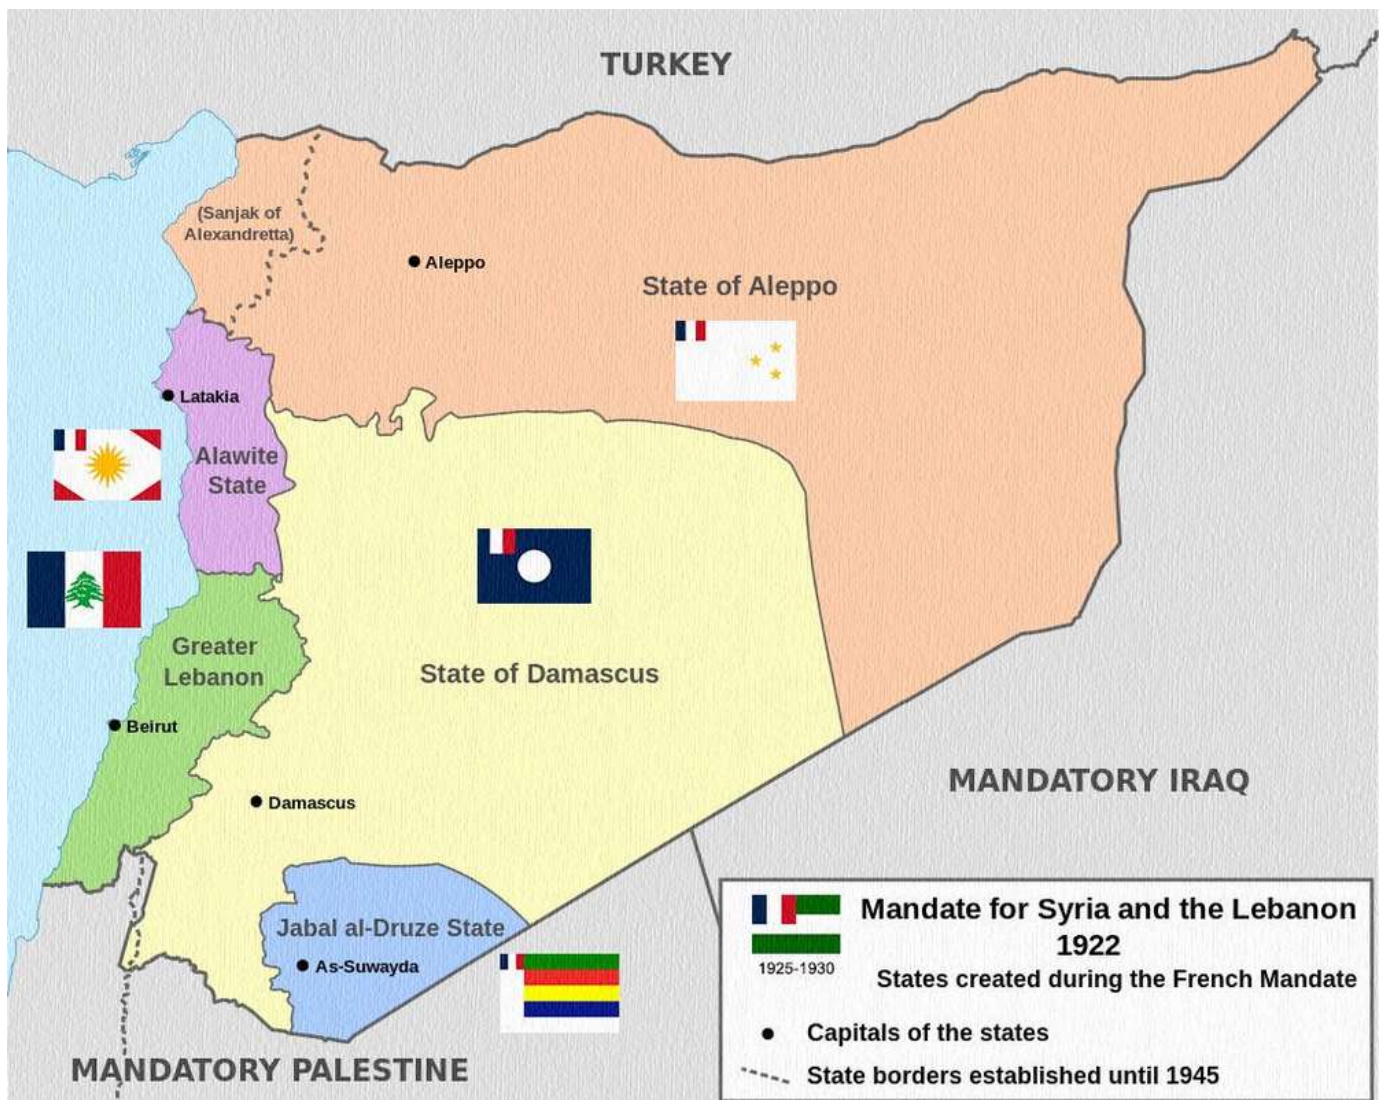 TURKEY
(Sanjak of
Alexandretta)
Aleppo
State of Aleppo
Latakia
Alawite
State
Greater
Lebanon
State of Damascus
Beirut
MANDATORY IRAQ
Damascus
Jabal al-Druze State
As-Suwayda
MANDATORY PALESTINE
Mandate for Syria and the Lebanon
1922
1925-1930
States created during the French Mandate
Capitals of the states
State borders established until 1945